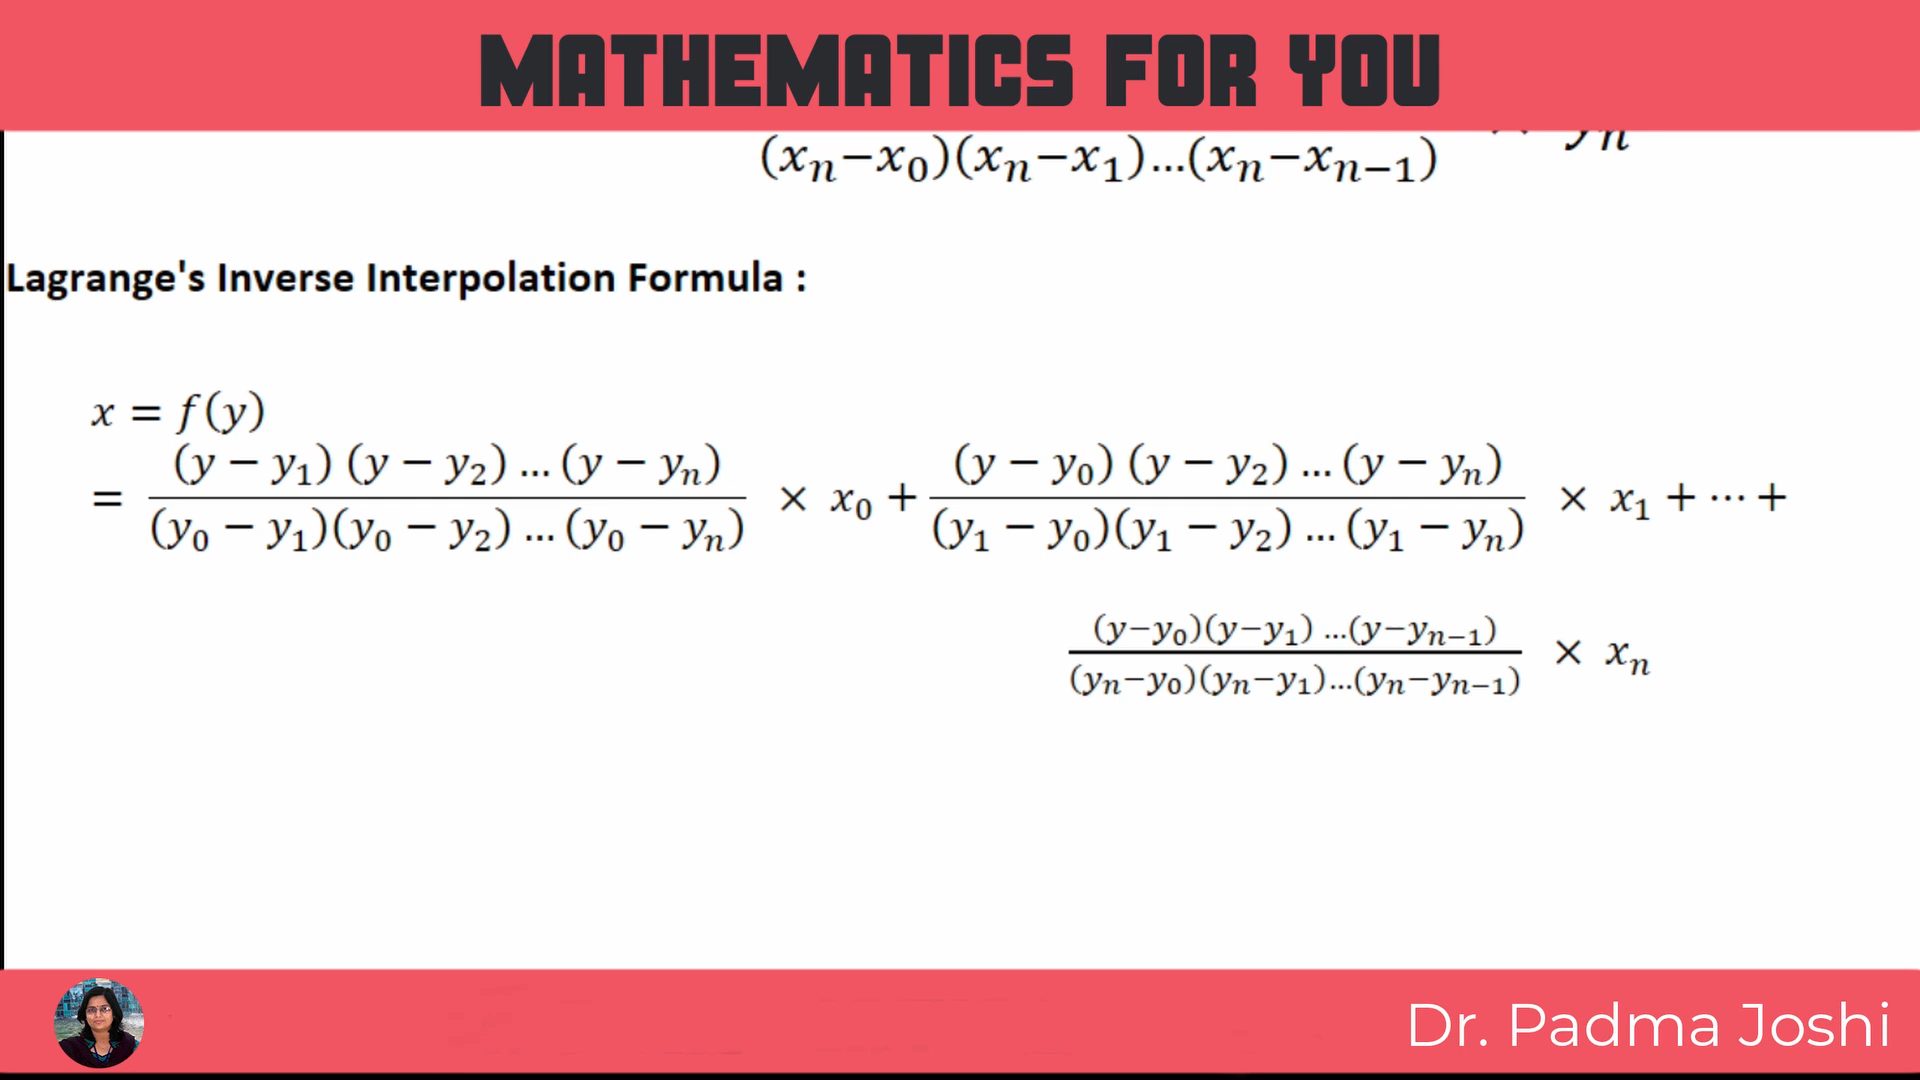 MATHEMATICS FOR YOU
× yₙ
(xₙ−x₀)(xₙ−x₁)...(xₙ−xₙ₋₁)
Lagrange's Inverse Interpolation Formula :
x = f(y)
(y − y₁) (y − y₂) ... (y − yₙ) (y − y₀) (y − y₂) ... (y − yₙ)
= × x₀ + × x₁ + ⋯ +
(y₀ − y₁)(y₀ − y₂) ... (y₀ − yₙ) (y₁ − y₀)(y₁ − y₂) ... (y₁ − yₙ)
(y−y₀)(y−y₁) ...(y−yₙ₋₁)
× xₙ
(yₙ−y₀)(yₙ−y₁)...(yₙ−yₙ₋₁)
Dr. Padma Joshi